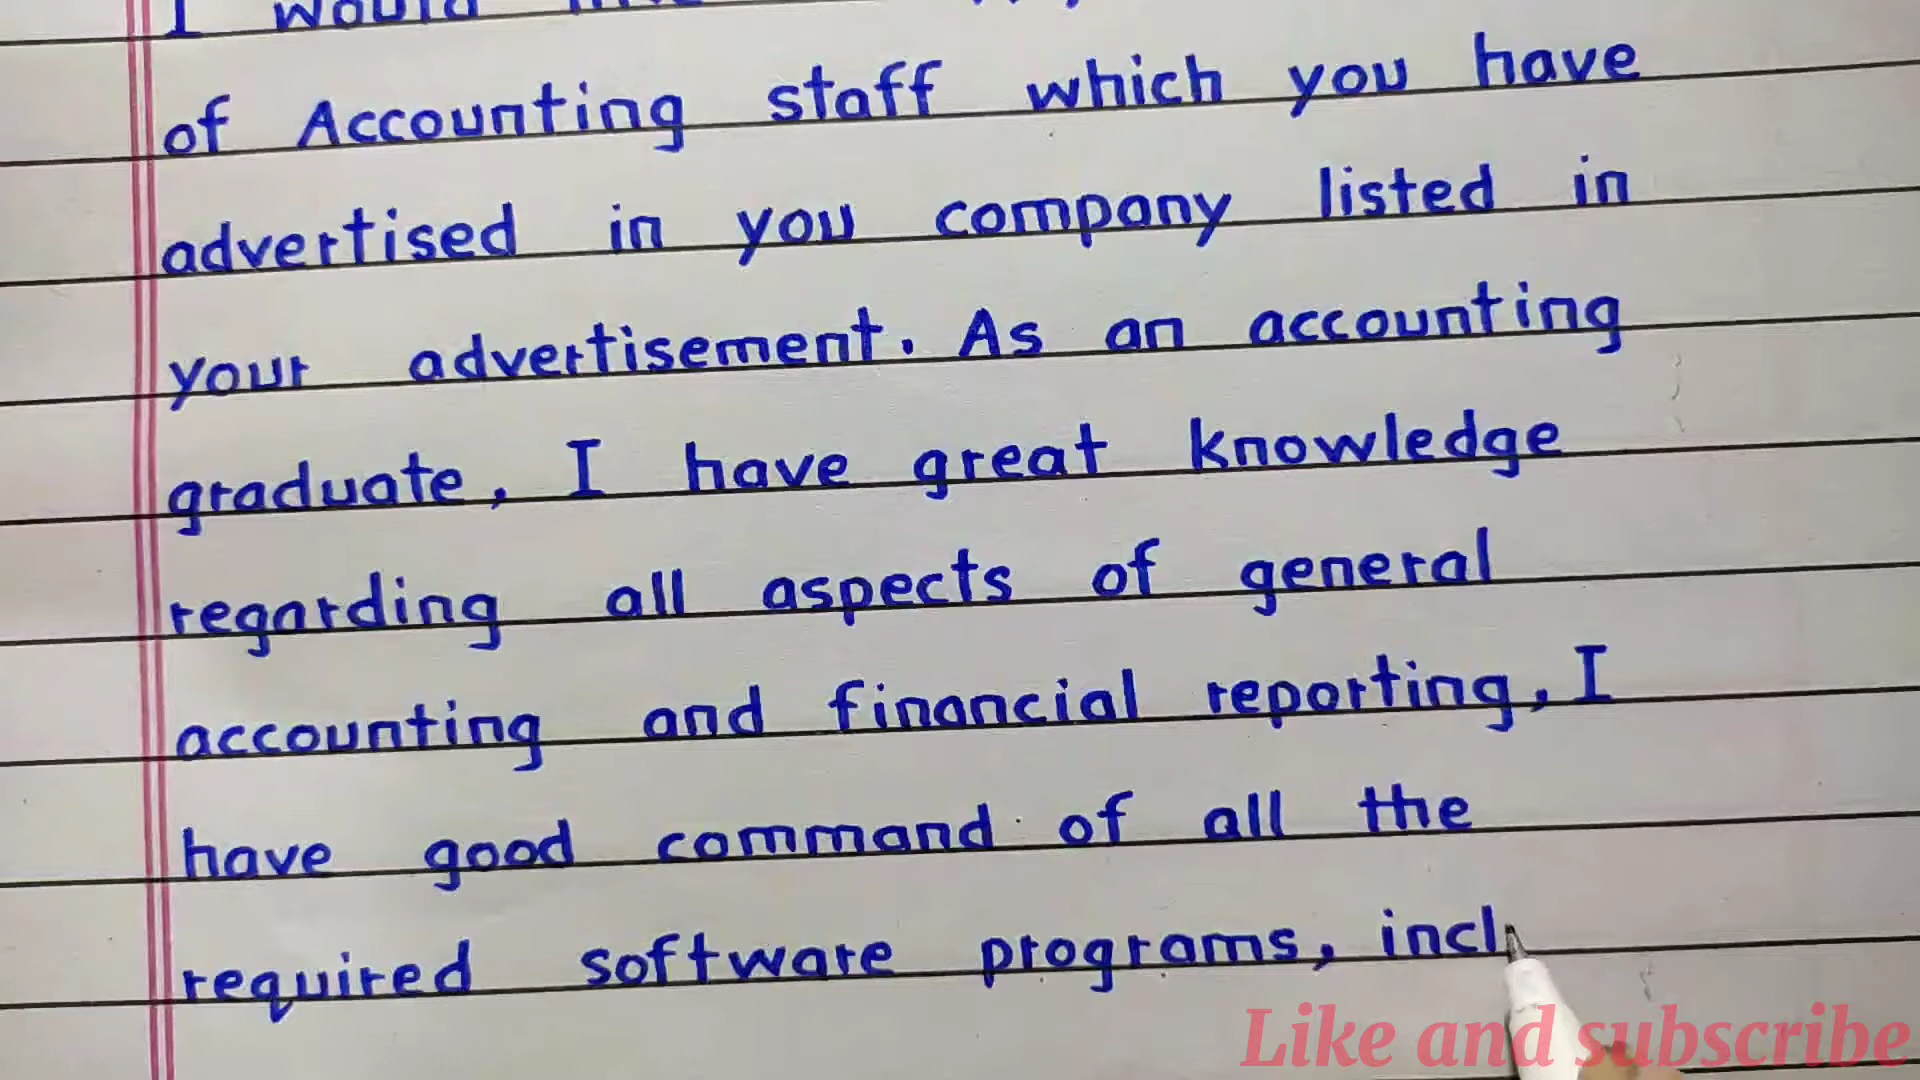 I would
of Accounting staff which you have
advertised in you company listed in
your advertisement. As an accounting
graduate, I have great knowledge
regarding all aspects of general
accounting and financial reporting, I
have good command of all the
required software programs, incl
Like and subscribe